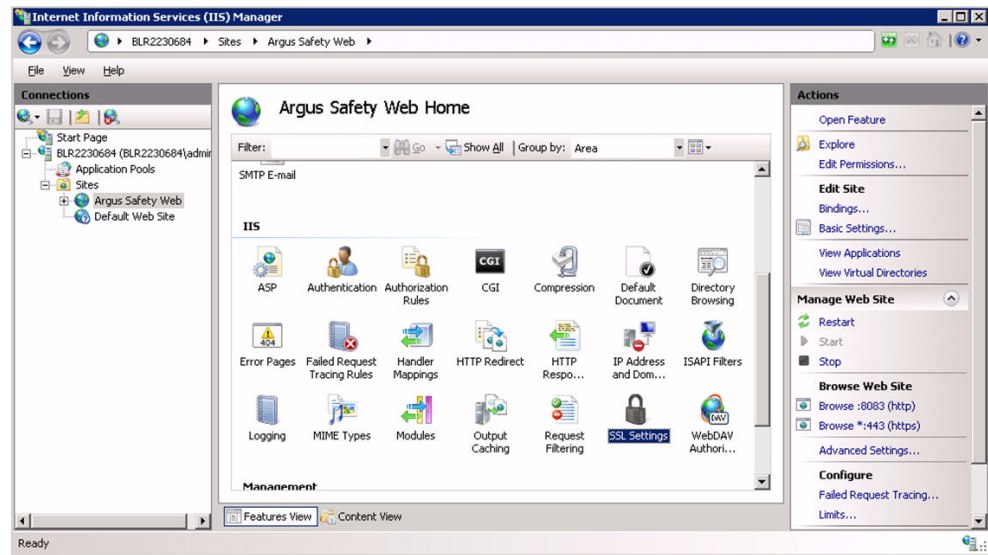 Internet Information Services (IIS) Manager
BLR2230684 Sites Argus Safety Web
File View Help
Connections
Start Page
BLR2230684 (BLR2230684\admir
Application Pools
Sites
Argus Safety Web
Default Web Site
Argus Safety Web Home
Filter: Go Show All Group by: Area
SMTP E-mail
IIS
ASP
Authentication
Authorization
Rules
CGI
CGI
Compression
Default
Document
Directory
Browsing
404
Error Pages
Failed Request
Tracing Rules
Handler
Mappings
HTTP Redirect
HTTP
Respo...
IP Address
and Dom...
ISAPI Filters
Logging
MIME Types
Modules
Output
Caching
Request
Filtering
SSL Settings
DAV
WebDAV
Authori...
Management
Features View Content View
Actions
Open Feature
Explore
Edit Permissions...
Edit Site
Bindings...
Basic Settings...
View Applications
View Virtual Directories
Manage Web Site
Restart
Start
Stop
Browse Web Site
Browse :8083 (http)
Browse *:443 (https)
Advanced Settings...
Configure
Failed Request Tracing...
Limits...
Ready